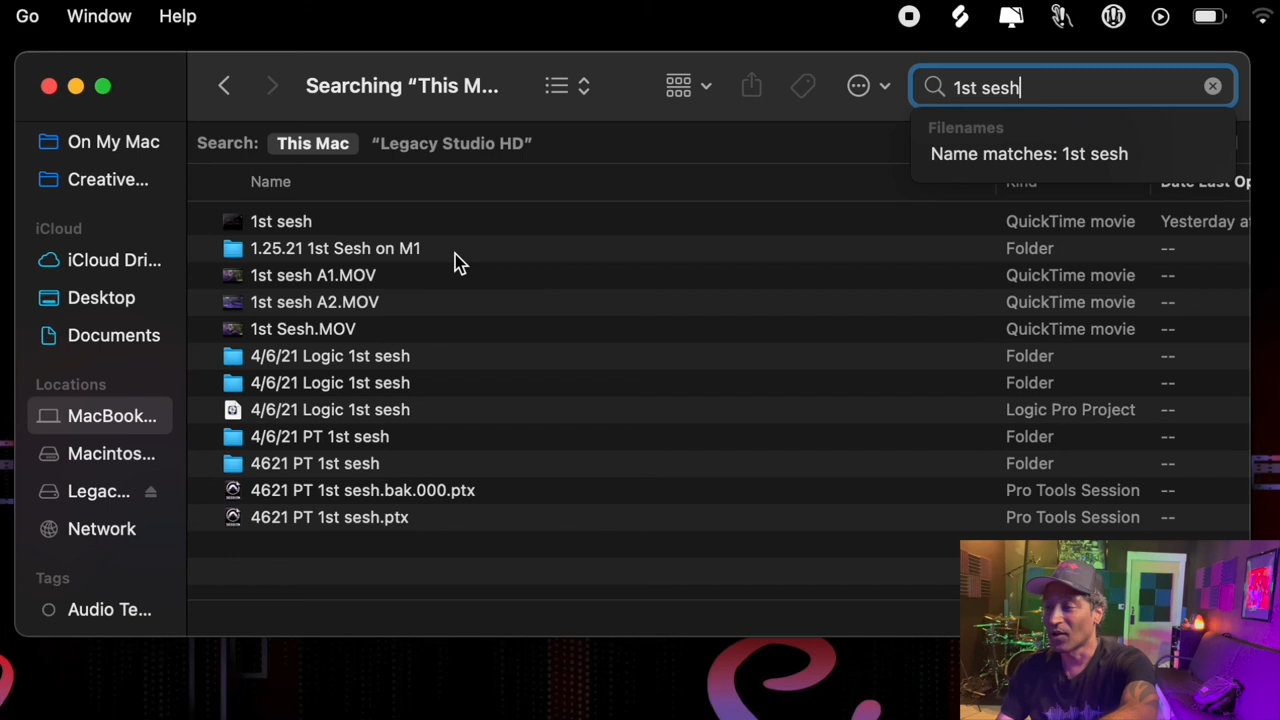 Go Window Help
Searching “This M...
1st sesh
Filenames
Name matches: 1st sesh
Search: This Mac “Legacy Studio HD”
Name Kind Date Last Op
On My Mac
Creative...
iCloud
iCloud Dri...
Desktop
Documents
Locations
MacBook...
Macintos...
Legac...
Network
Tags
Audio Te...
1st sesh QuickTime movie Yesterday at
1.25.21 1st Sesh on M1 Folder --
1st sesh A1.MOV QuickTime movie --
1st sesh A2.MOV QuickTime movie --
1st Sesh.MOV QuickTime movie --
4/6/21 Logic 1st sesh Folder --
4/6/21 Logic 1st sesh Folder --
4/6/21 Logic 1st sesh Logic Pro Project --
4/6/21 PT 1st sesh Folder --
4621 PT 1st sesh Folder --
4621 PT 1st sesh.bak.000.ptx Pro Tools Session --
4621 PT 1st sesh.ptx Pro Tools Session --